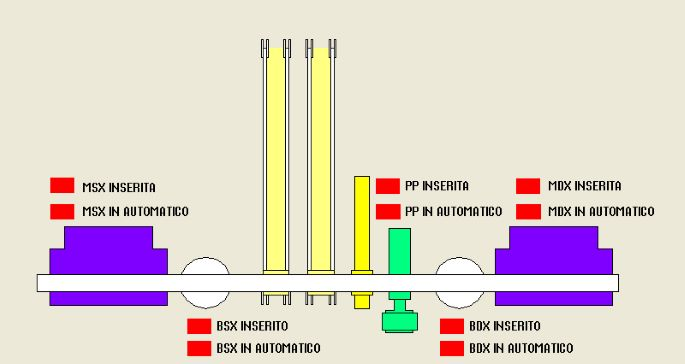 MSX INSERITA
MSX IN AUTOMATICO
PP INSERITA
PP IN AUTOMATICO
MDX INSERITA
MDX IN AUTOMATICO
BSX INSERITO
BSX IN AUTOMATICO
BDX INSERITO
BDX IN AUTOMATICO